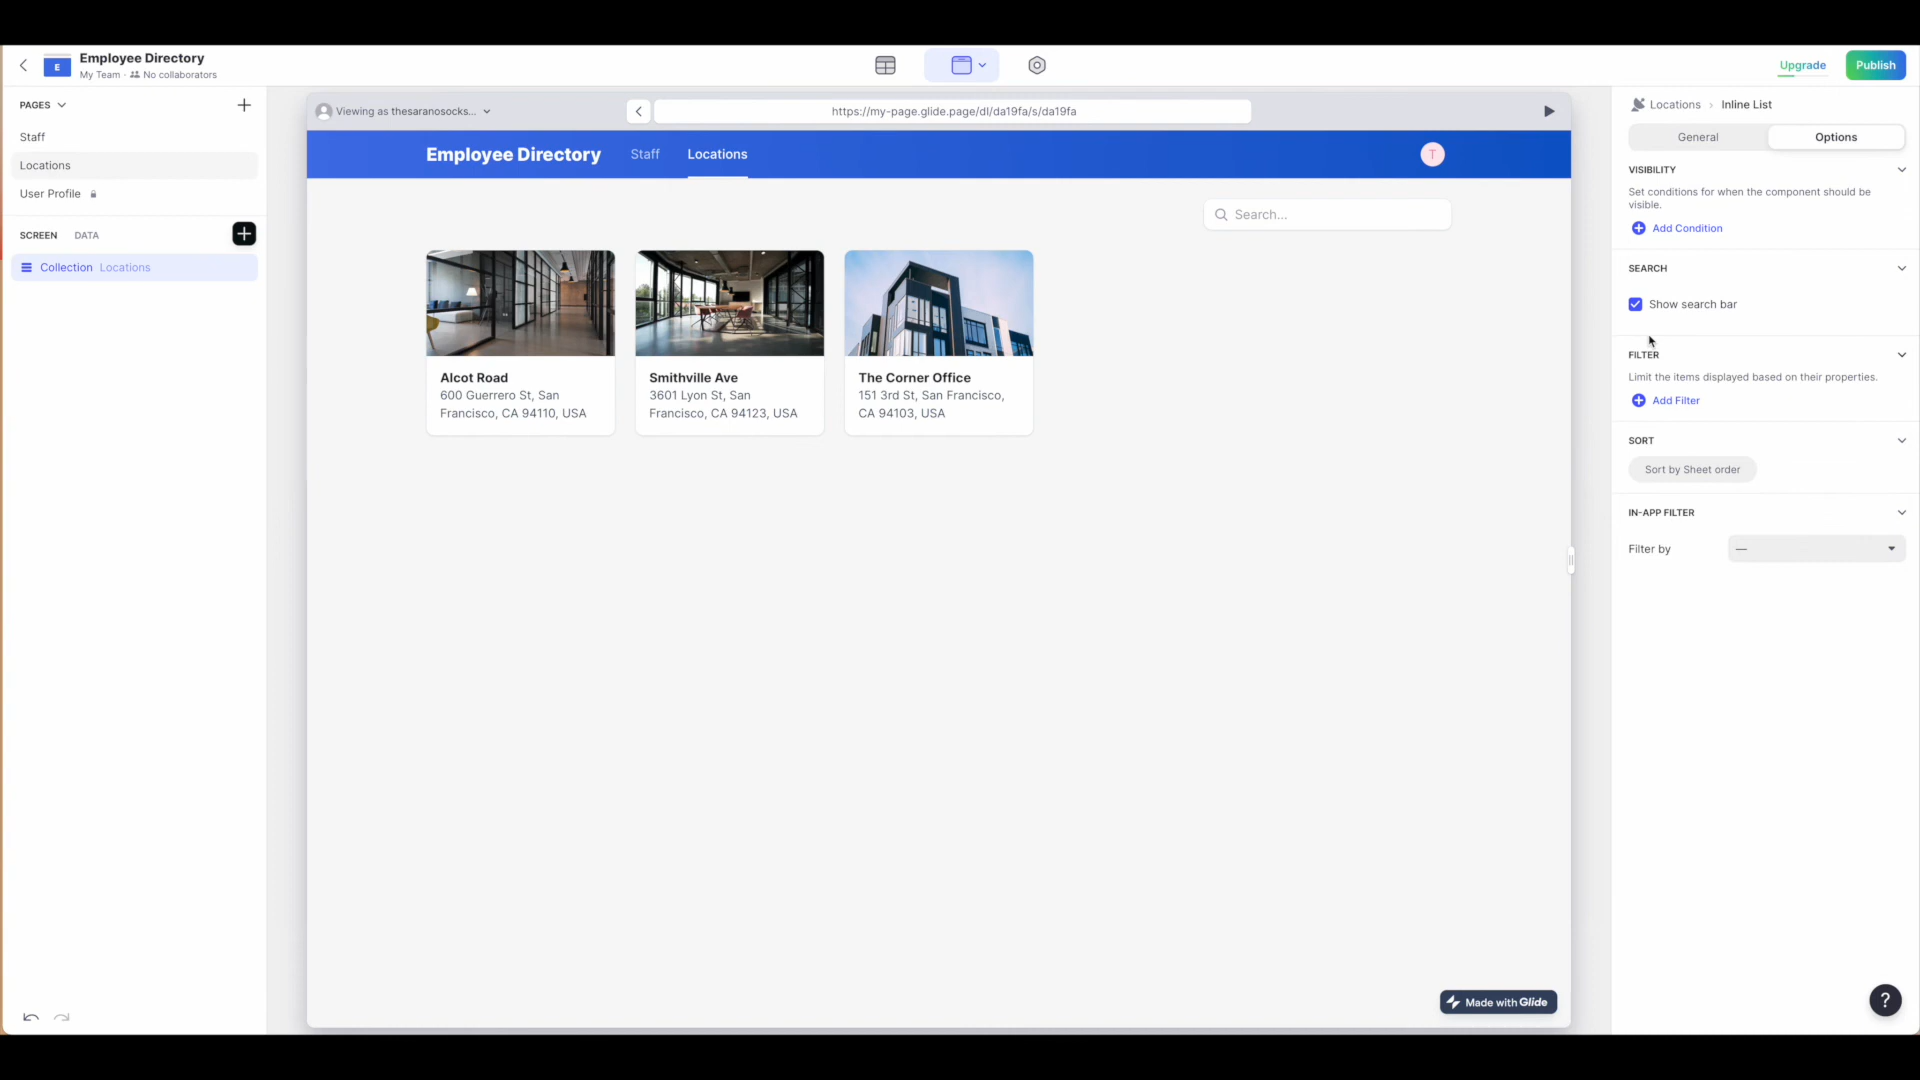 E
Employee Directory
My Team · No collaborators
Upgrade
Publish
PAGES
Staff
Locations
User Profile
SCREEN DATA
Collection Locations
Viewing as thesaranosocks...
https://my-page.glide.page/dl/da19fa/s/da19fa
Employee Directory Staff Locations
T
Search...
Alcot Road
600 Guerrero St, San
Francisco, CA 94110, USA
Smithville Ave
3601 Lyon St, San
Francisco, CA 94123, USA
The Corner Office
151 3rd St, San Francisco,
CA 94103, USA
Made with Glide
Locations › Inline List
General Options
VISIBILITY
Set conditions for when the component should be
visible.
Add Condition
SEARCH
Show search bar
FILTER
Limit the items displayed based on their properties.
Add Filter
SORT
Sort by Sheet order
IN-APP FILTER
Filter by —
?